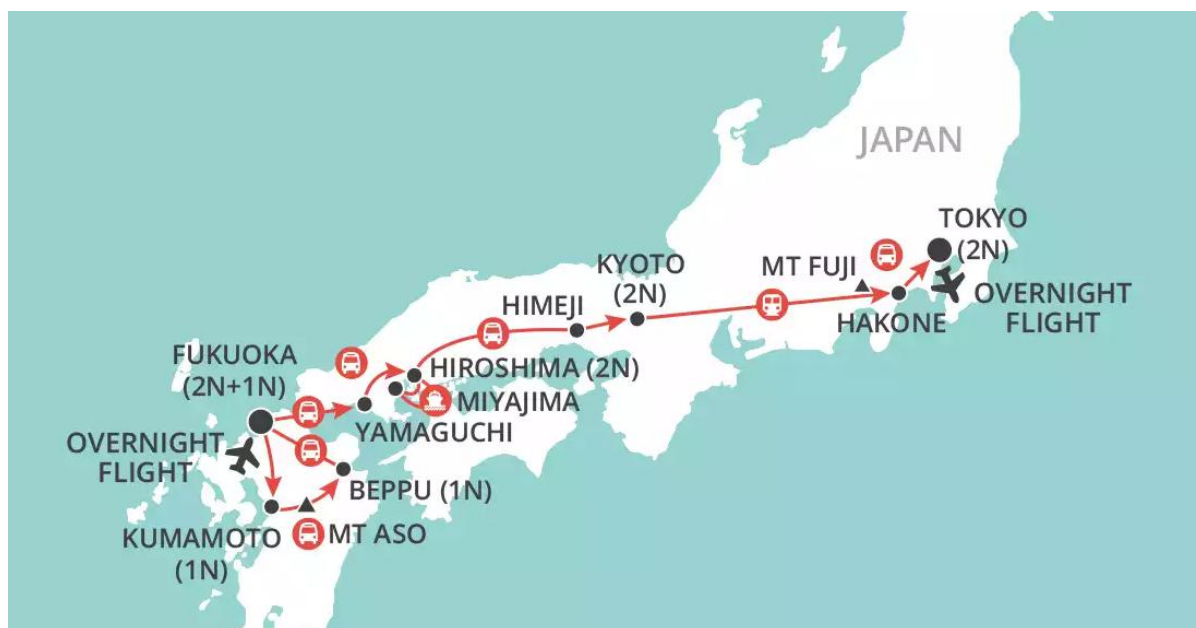 JAPAN
TOKYO
(2N)
OVERNIGHT
FLIGHT
MT FUJI
HAKONE
KYOTO
(2N)
HIMEJI
HIROSHIMA (2N)
MIYAJIMA
YAMAGUCHI
FUKUOKA
(2N+1N)
OVERNIGHT
FLIGHT
BEPPU (1N)
MT ASO
KUMAMOTO
(1N)